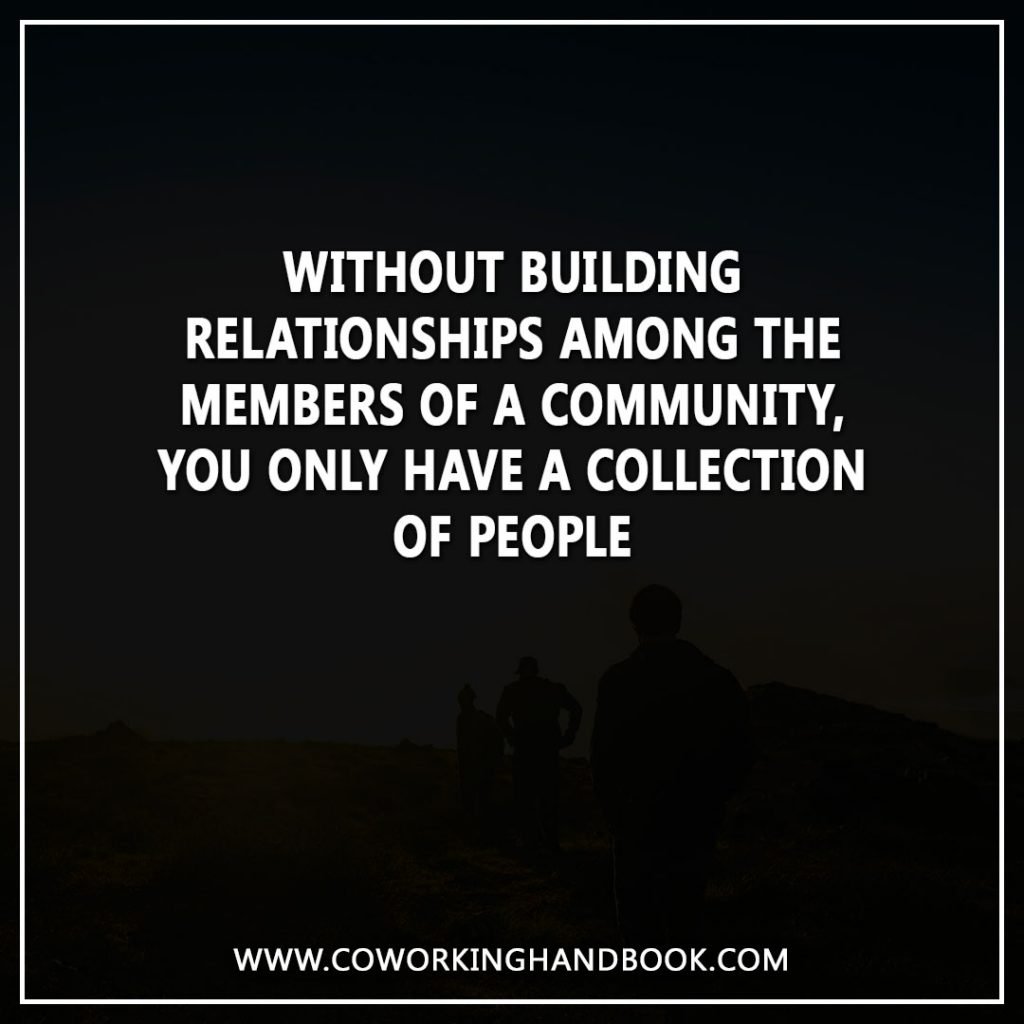 WITHOUT BUILDING
RELATIONSHIPS AMONG THE
MEMBERS OF A COMMUNITY,
YOU ONLY HAVE A COLLECTION
OF PEOPLE
WWW.COWORKINGHANDBOOK.COM